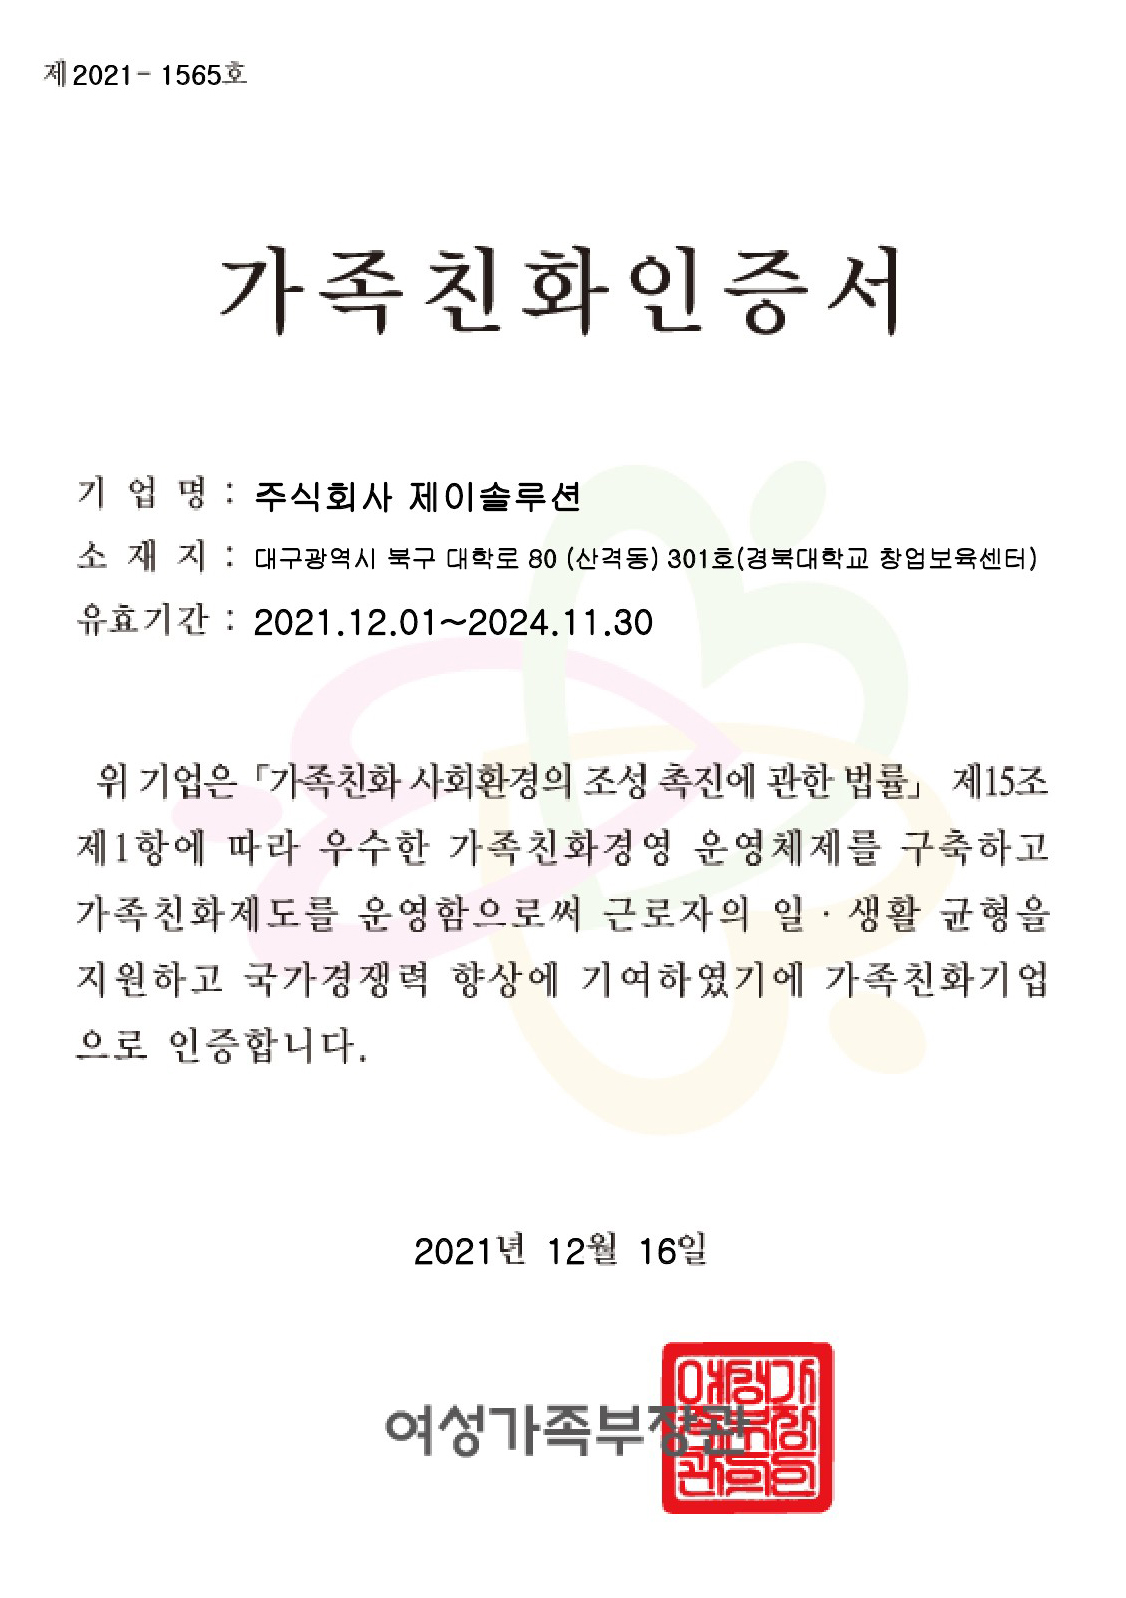 제2021- 1565호
가족친화인증서
기 업 명 : 주식회사 제이솔루션
소 재 지 : 대구광역시 북구 대학로 80 (산격동) 301호(경북대학교 창업보육센터)
유효기간 : 2021.12.01~2024.11.30
위 기업은 「가족친화 사회환경의 조성 촉진에 관한 법률」 제15조
제1항에 따라 우수한 가족친화경영 운영체제를 구축하고
가족친화제도를 운영함으로써 근로자의 일 · 생활 균형을
지원하고 국가경쟁력 향상에 기여하였기에 가족친화기업
으로 인증합니다.
2021년 12월 16일
여성가족부장관